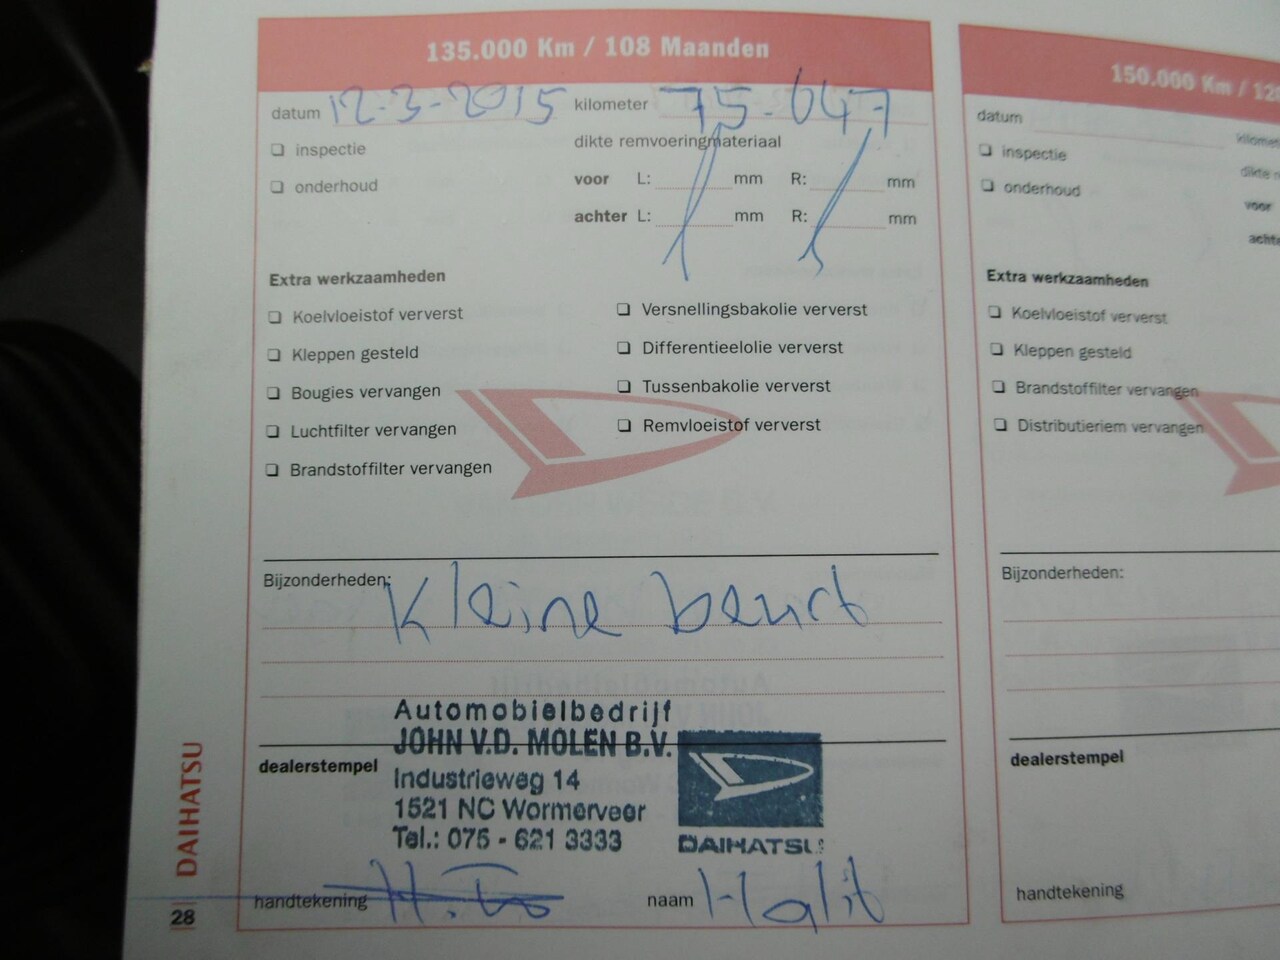 135.000 Km / 108 Maanden
datum 12-3-2015 kilometer 75.647
❏ inspectie
❏ onderhoud
dikte remvoeringmateriaal
voor L: mm R: mm
achter L: mm R: mm
Extra werkzaamheden
❏ Koelvloeistof ververst
❏ Kleppen gesteld
❏ Bougies vervangen
❏ Luchtfilter vervangen
❏ Brandstoffilter vervangen
❏ Versnellingsbakolie ververst
❏ Differentieelolie ververst
❏ Tussenbakolie ververst
❏ Remvloeistof ververst
Bijzonderheden: Kleine beurt
dealerstempel
Automobielbedrijf
JOHN V.D. MOLEN B.V.
Industrieweg 14
1521 NC Wormerveer
Tel.: 075 - 621 3333
DAIHATSU
handtekening naam Halit
DAIHATSU
28
150.000 Km / 12
datum
❏ inspectie
❏ onderhoud
voor
Extra werkzaamheden
❏ Koelvloeistof ververst
❏ Kleppen gesteld
❏ Brandstoffilter vervangen
❏ Distributieriem vervangen
Bijzonderheden:
dealerstempel
handtekening